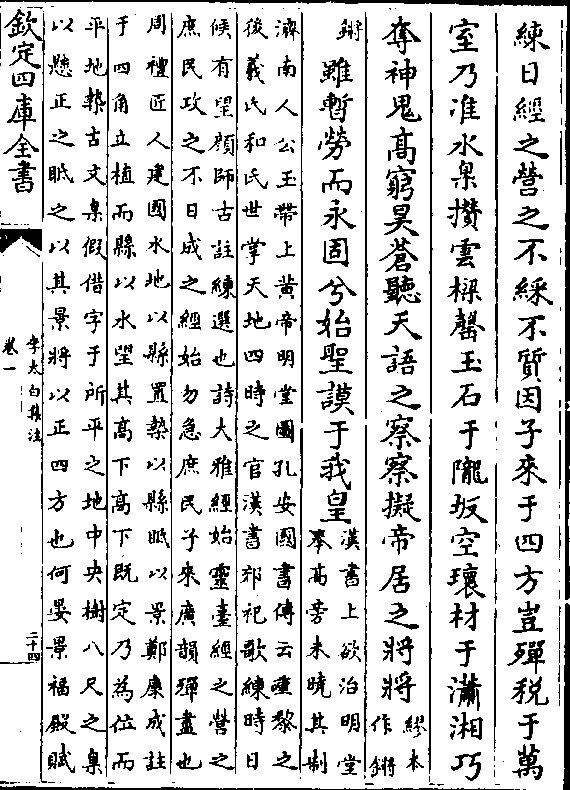 練日經之營之不綵不質因子來于四方豈殫税于萬
室乃准水臬攢雲樑罄玉石于隴坂空瓌材于瀟湘巧
奪神鬼髙窮昊蒼聽天語之察察擬帝居之將將
繆本
作鏘
鏘
雖暫勞而永固兮始聖謨于我皇
漢書上欲治明堂
奉髙旁未曉其制
濟南人公玉帶上黄帝明堂圖孔安國書傳云重黎之
後羲氏和氏世掌天地四時之官漢書郊祀歌練時日
候有望顔師古註練選也詩大雅經始靈臺經之營之
庶民攻之不日成之經始勿急庶民子來廣韻殫盡也
周禮匠人建國水地以縣置槷以縣眡以景鄭康成註
于四角立植而縣以水望其髙下髙下既定乃為位而
平地槷古文臬假借字于所平之地中央樹八尺之臬
以懸正之眡之以其景將以正四方也何晏景福殿賦
欽定四庫全書
李太白集注
卷一
二十四